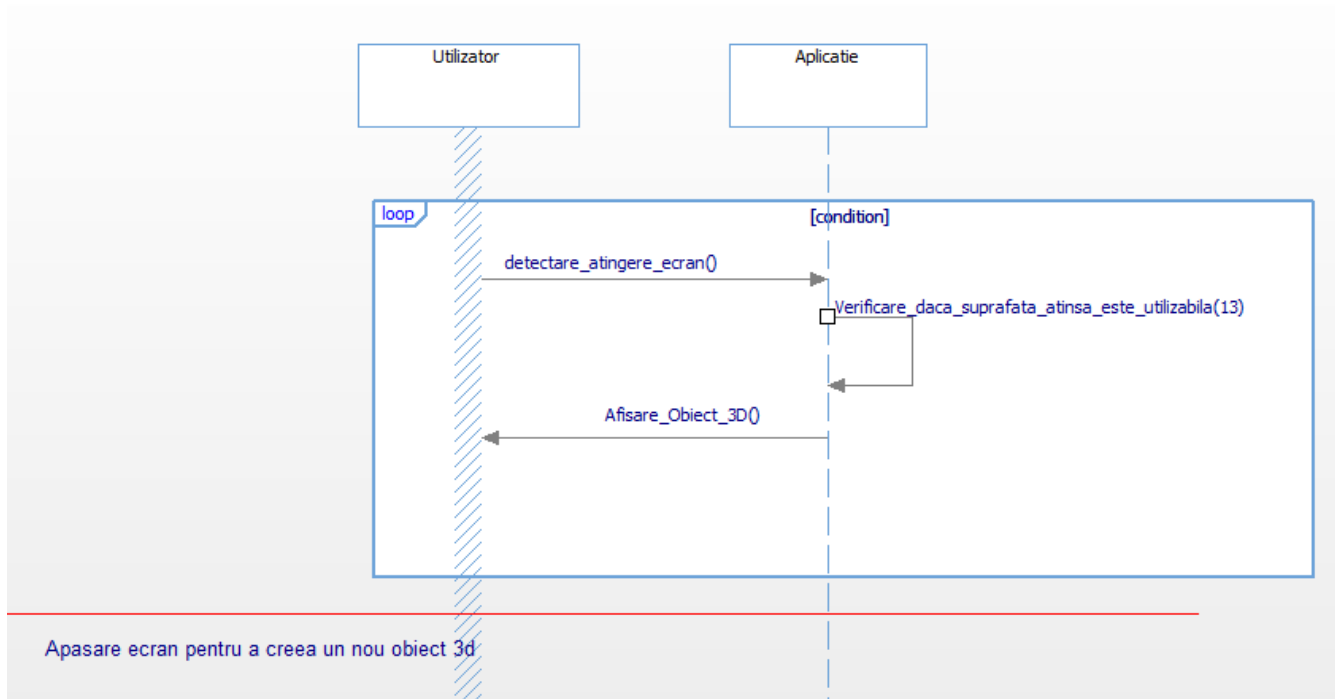 Utilizator
Aplicatie
loop
[condition]
detectare_atingere_ecran()
Verificare_daca_suprafata_atinsa_este_utilizabila(13)
Afisare_Obiect_3D()
Apasare ecran pentru a creea un nou obiect 3d